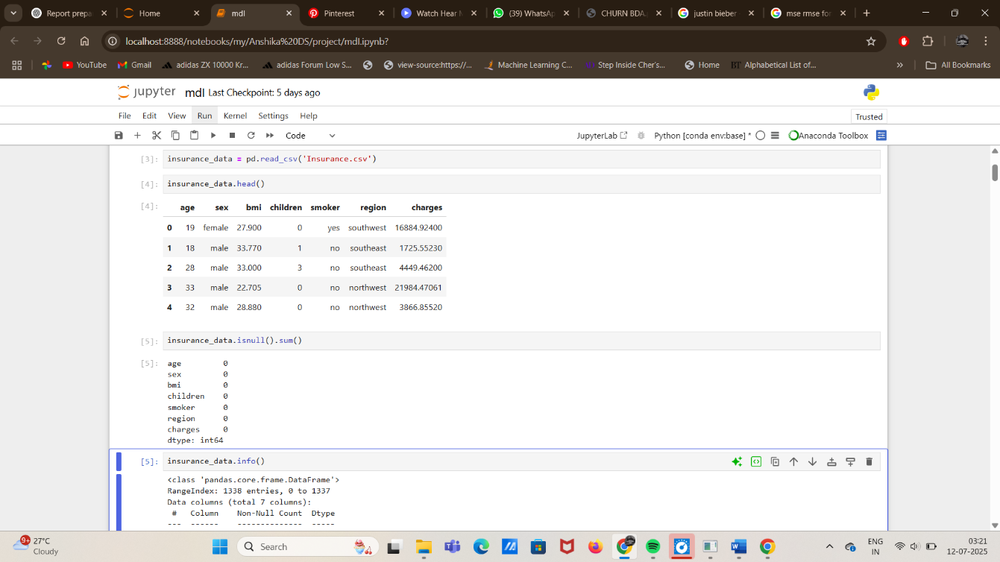 Report prepa
Home
mdl
Pinterest
Watch Hear M
(39) WhatsAp
CHURN BDA.
justin bieber
mse rmse for
localhost:8888/notebooks/my/Anshika%20DS/project/mdl.ipynb?
YouTube
Gmail
adidas ZX 10000 Kr...
adidas Forum Low S...
view-source:https://...
Machine Learning C...
Step Inside Cher's...
Home
BT Alphabetical List of...
All Bookmarks
jupyter mdl Last Checkpoint: 5 days ago
File Edit View Run Kernel Settings Help
Trusted
Code
JupyterLab
Python [conda env:base] *
Anaconda Toolbox
[3]: insurance_data = pd.read_csv('Insurance.csv')
[4]: insurance_data.head()
[4]: age sex bmi children smoker region charges
0 19 female 27.900 0 yes southwest 16884.92400
1 18 male 33.770 1 no southeast 1725.55230
2 28 male 33.000 3 no southeast 4449.46200
3 33 male 22.705 0 no northwest 21984.47061
4 32 male 28.880 0 no northwest 3866.85520
[5]: insurance_data.isnull().sum()
[5]: age 0
sex 0
bmi 0
children 0
smoker 0
region 0
charges 0
dtype: int64
[5]: insurance_data.info()
<class 'pandas.core.frame.DataFrame'>
RangeIndex: 1338 entries, 0 to 1337
Data columns (total 7 columns):
# Column Non-Null Count Dtype
--- ------ -------------- -----
9+
27°C
Cloudy
Search
ENG
IN
03:21
12-07-2025